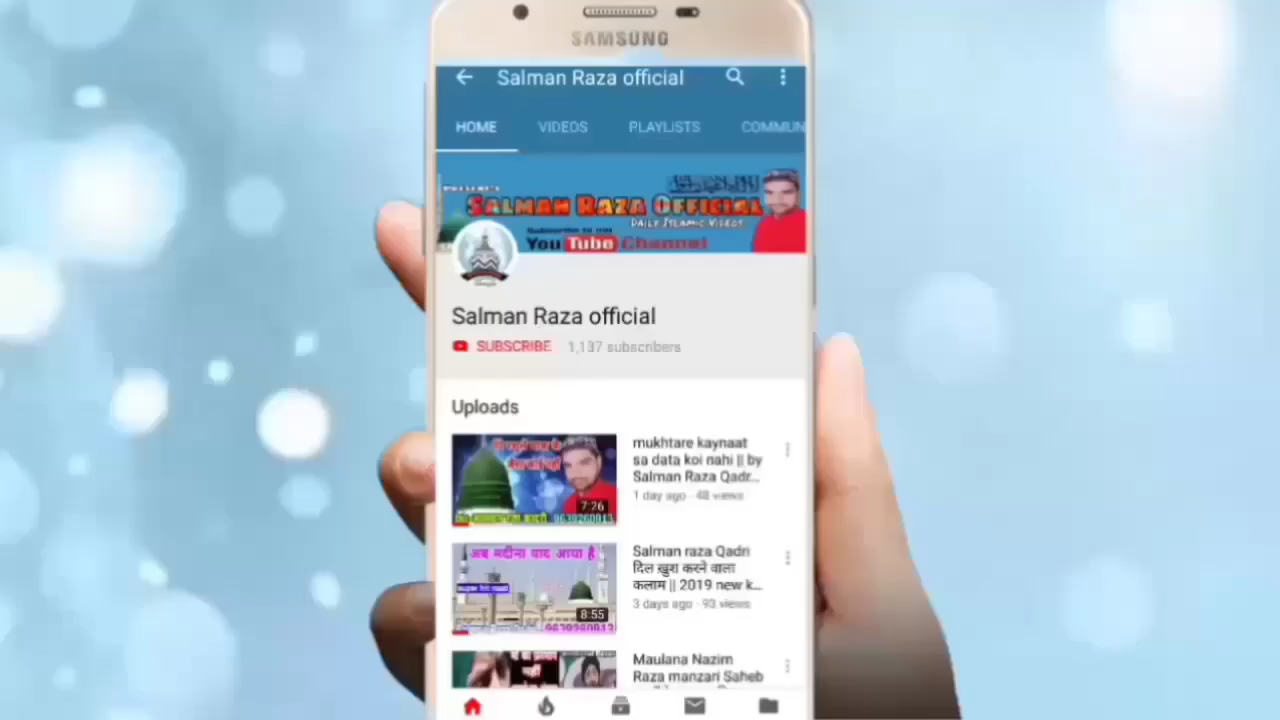 SAMSUNG
Salman Raza official
HOME VIDEOS PLAYLISTS COMMUN
SALMAN RAZA OFFICIAL
DAILY ISLAMIC VIDEOS
Subscribe to my
YouTube Channel
Salman Raza official
SUBSCRIBE 1,137 subscribers
Uploads
mukhtare kaynaat
sa data koi nahi || by
Salman Raza Qadr...
1 day ago · 48 views
7:26
अब मदीना याद आया है
Salman raza Qadri
दिल खुश करने वाला
कलाम || 2019 new k...
3 days ago · 93 views
8:55
Maulana Nazim
Raza manzari Saheb